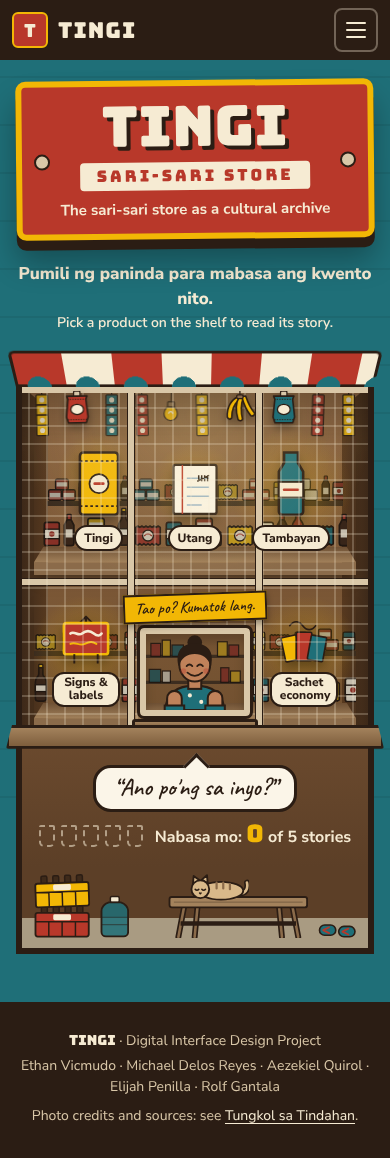 T TINGI
TINGI
SARI-SARI STORE
The sari-sari store as a cultural archive
Pumili ng paninda para mabasa ang kwento
nito.
Pick a product on the shelf to read its story.
Tingi
Utang
Tambayan
Tao po? Kumatok lang.
Signs &
labels
Sachet
economy
“Ano po'ng sa inyo?”
Nabasa mo: 0 of 5 stories
TINGI · Digital Interface Design Project
Ethan Vicmudo · Michael Delos Reyes · Aezekiel Quirol ·
Elijah Penilla · Rolf Gantala
Photo credits and sources: see Tungkol sa Tindahan.